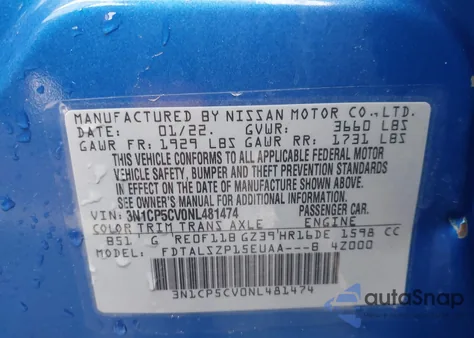 MANUFACTURED BY NISSAN MOTOR CO.,LTD.
DATE: 01/22. GVWR: 3660 LBS
GAWR FR: 1929 LBS GAWR RR: 1731 LBS
THIS VEHICLE CONFORMS TO ALL APPLICABLE FEDERAL MOTOR
VEHICLE SAFETY, BUMPER AND THEFT PREVENTION STANDARDS
IN EFFECT ON THE DATE OF MANUFACTURE SHOWN ABOVE.
SEE OWNER'S MANUAL FOR ADDITIONAL INFORMATION.
VIN: 3N1CP5CV0NL481474 PASSENGER CAR.
COLOR TRIM TRANS AXLE ENGINE
B51 G RE0F11B GZ39 HR16DE 1598 CC
MODEL: FDTALSZP15EUAA---B 4Z000
3N1CP5CV0NL481474
autoSnap